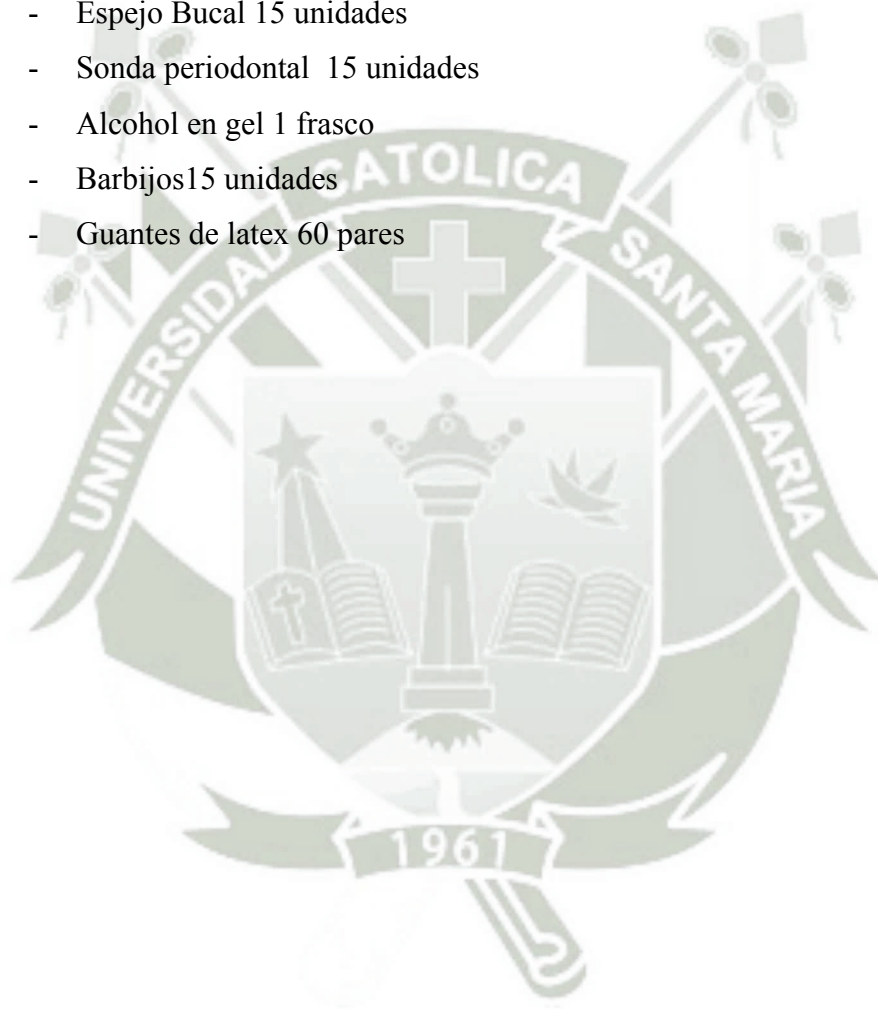 - Espejo Bucal 15 unidades
- Sonda periodontal 15 unidades
- Alcohol en gel 1 frasco
- Barbijos15 unidades
- Guantes de latex 60 pares
UNIVERSIDAD CATOLICA SANTA MARIA
1961